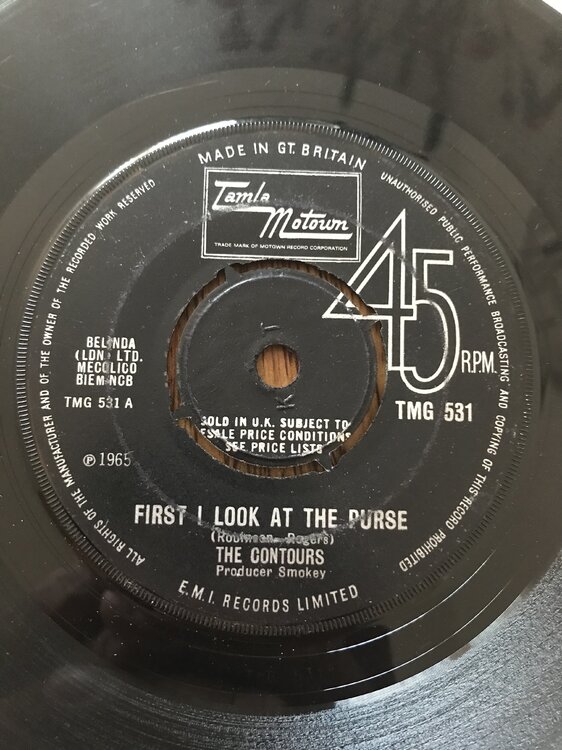 MADE IN GT. BRITAIN
Tamla
Motown
TRADE MARK OF MOTOWN RECORD CORPORATION
45
R.P.M.
TMG 531
BELINDA
(LDN) LTD.
MECOLICO
BIEM-NCB
TMG 531 A
℗ 1965
SOLD IN U.K. SUBJECT TO
RESALE PRICE CONDITIONS
SEE PRICE LISTS
FIRST I LOOK AT THE PURSE
(Robinson Rogers)
THE CONTOURS
Producer Smokey
E.M.I. RECORDS LIMITED
ALL RIGHTS OF THE MANUFACTURER AND OF THE OWNER OF THE RECORDED WORK RESERVED
UNAUTHORISED PUBLIC PERFORMANCE BROADCASTING AND COPYING OF THIS RECORD PROHIBITED